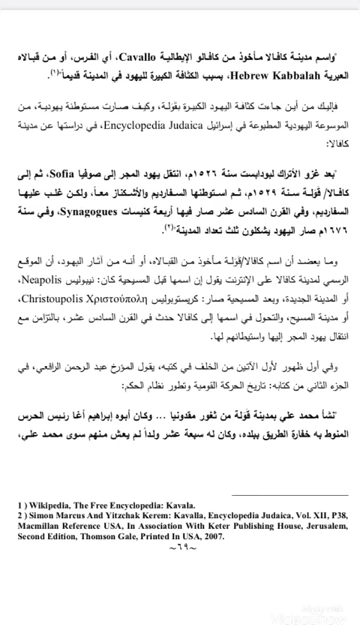 "واسم مدينة كافالا مأخوذ من كافالو الإيطالية Cavallo، أي الفرس، أو من قبالاه
العبرية Hebrew Kabbalah، بسبب الكثافة الكبيرة لليهود في المدينة قديماً"(١).
فإليك من أين جاءت كثافة اليهود الكبيرة بقولة، وكيف صارت مستوطنة يهودية، من
الموسوعة اليهودية المطبوعة في إسرائيل Encyclopedia Judaica، في دراستها عن مدينة
كافالا:
"بعد غزو الأتراك لبودابست سنة ١٥٢٦م، انتقل يهود المجر إلى صوفيا Sofia، ثم إلى
كافالا/ قولة سنة ١٥٢٩م، ثم استوطنها السفارديم والأشكناز معاً، ولكن غلب عليها
السفارديم، وفي القرن السادس عشر صار فيها أربعة كنيسات Synagogues، وفي سنة
١٦٧٦م صار اليهود يشكلون ثلث تعداد المدينة"(٢).
وما يعضد أن اسم كافالا/قولة مأخوذ من القبالاه، أو أنه من آثار اليهود، أن الموقع
الرسمي لمدينة كافالا على الإنترنت يقول إن اسمها قبل المسيحية كان: نيبوليس Neapolis،
أو المدينة الجديدة، وبعد المسيحية صار: كريستوبوليس Christoupolis Χριστούπολη،
أو مدينة المسيح، والتحول في اسمها إلى كافالا حدث في القرن السادس عشر، بالتزامن مع
انتقال يهود المجر إليها واستيطانهم لها.
وفي أول ظهور لأول الآتين من الخلف في كتبه، يقول المؤرخ عبد الرحمن الرافعي، في
الجزء الثاني من كتابه: تاريخ الحركة القومية وتطور نظام الحكم:
"نشأ محمد علي بمدينة قولة من ثغور مقدونيا ... وكان أبوه إبراهيم أغا رئيس الحرس
المنوط به خفارة الطريق ببلده، وكان له سبعة عشر ولداً لم يعش منهم سوى محمد علي،
1 ) Wikipedia, The Free Encyclopedia: Kavala.
2 ) Simon Marcus And Yitzchak Kerem: Kavalla, Encyclopedia Judaica, Vol. XII, P38,
Macmillan Reference USA, In Association With Keter Publishing House, Jerusalem,
Second Edition, Thomson Gale, Printed In USA, 2007.
~٦٩~
Made with
VideoShow